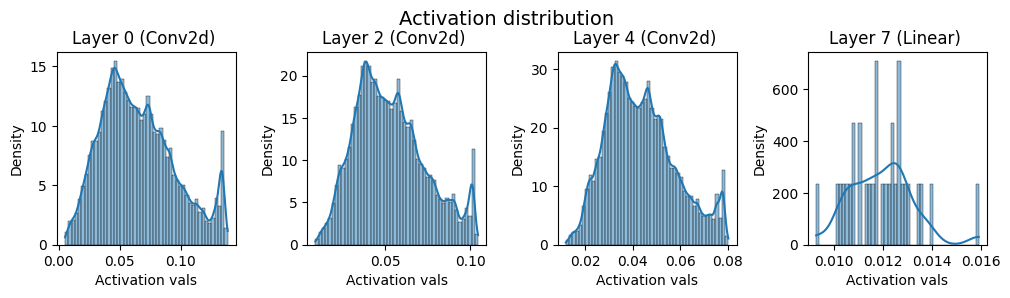 Activation distribution
Layer 0 (Conv2d)
Layer 2 (Conv2d)
Layer 4 (Conv2d)
Layer 7 (Linear)
Density
15
10
5
0
0.00
0.05
0.10
Activation vals
Density
20
15
10
5
0
0.05
0.10
Activation vals
Density
30
20
10
0
0.02
0.04
0.06
0.08
Activation vals
Density
600
400
200
0
0.010
0.012
0.014
0.016
Activation vals